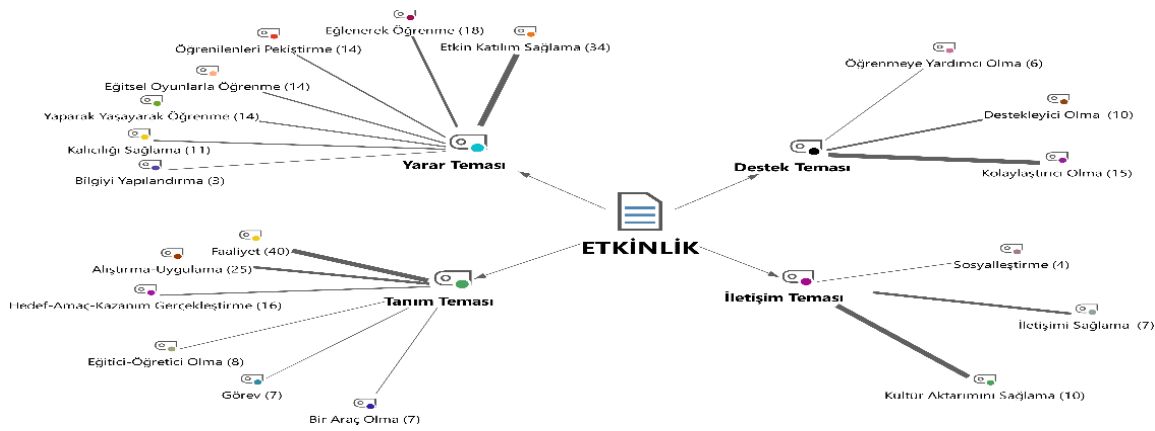 Eğlenerek Öğrenme (18)
Öğrenilenleri Pekiştirme (14)
Etkin Katılım Sağlama (34)
Eğitsel Oyunlarla Öğrenme (14)
Yaparak Yaşayarak Öğrenme (14)
Kalıcılığı Sağlama (11)
Bilgiyi Yapılandırma (3)
Yarar Teması
Öğrenmeye Yardımcı Olma (6)
Destekleyici Olma (10)
Kolaylaştırıcı Olma (15)
Destek Teması
ETKİNLİK
Faaliyet (40)
Alıştırma-Uygulama (25)
Hedef-Amaç-Kazanım Gerçekleştirme (16)
Tanım Teması
Eğitici-Öğretici Olma (8)
Görev (7)
Bir Araç Olma (7)
Sosyalleştirme (4)
İletişim Teması
İletişimi Sağlama (7)
Kültür Aktarımını Sağlama (10)